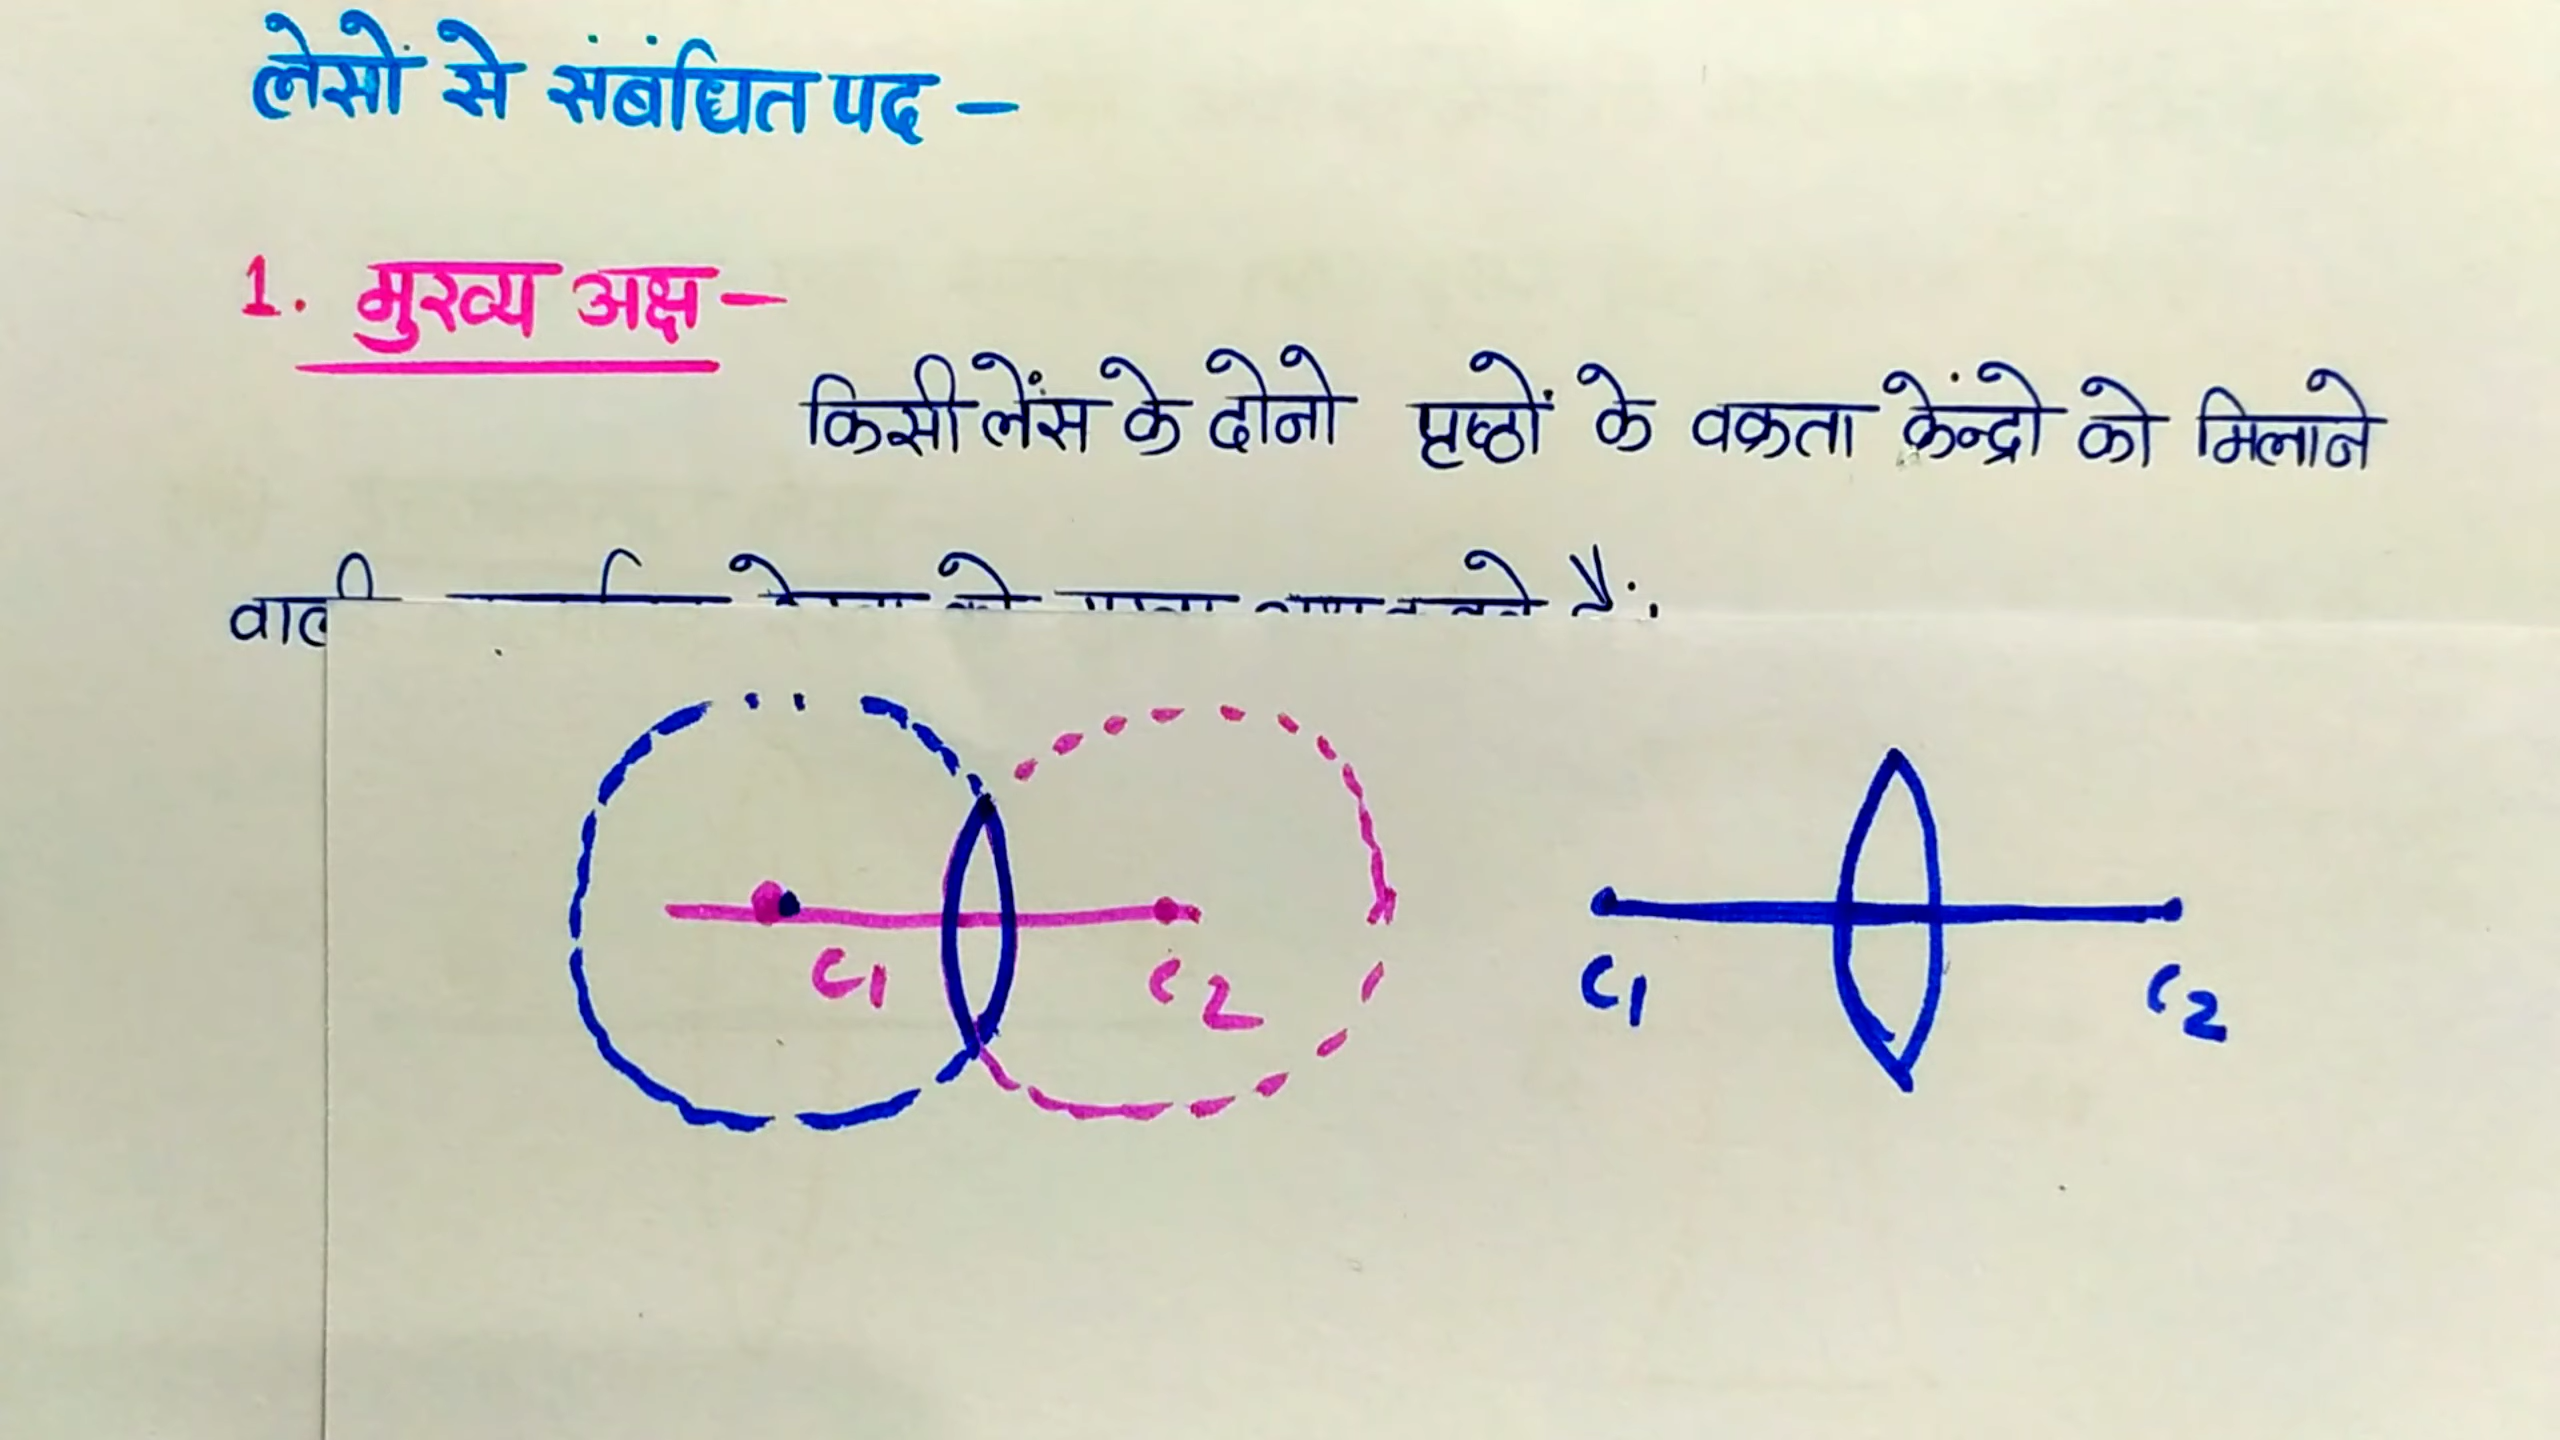 लेसों से संबंधित पद -
1. मुख्य अक्ष -
किसी लेंस के दोनो पृष्ठों के वक्रता केंन्द्रो को मिलाने
C1
C2
C1
C2